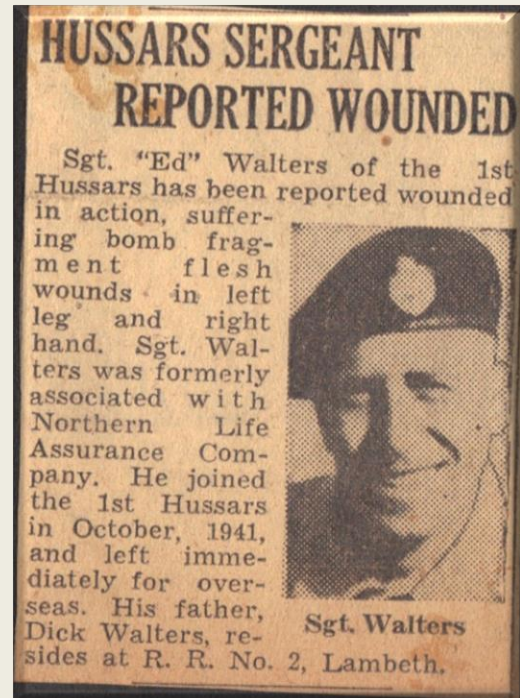 HUSSARS SERGEANT
REPORTED WOUNDED
Sgt. “Ed” Walters of the 1st
Hussars has been reported wounded
in action, suffer-
ing bomb frag-
ment flesh
wounds in left
leg and right
hand. Sgt. Wal-
ters was formerly
associated with
Northern Life
Assurance Com-
pany. He joined
the 1st Hussars
in October, 1941,
and left imme-
diately for over-
seas. His father,
Dick Walters, re-
sides at R. R. No. 2, Lambeth.
Sgt. Walters